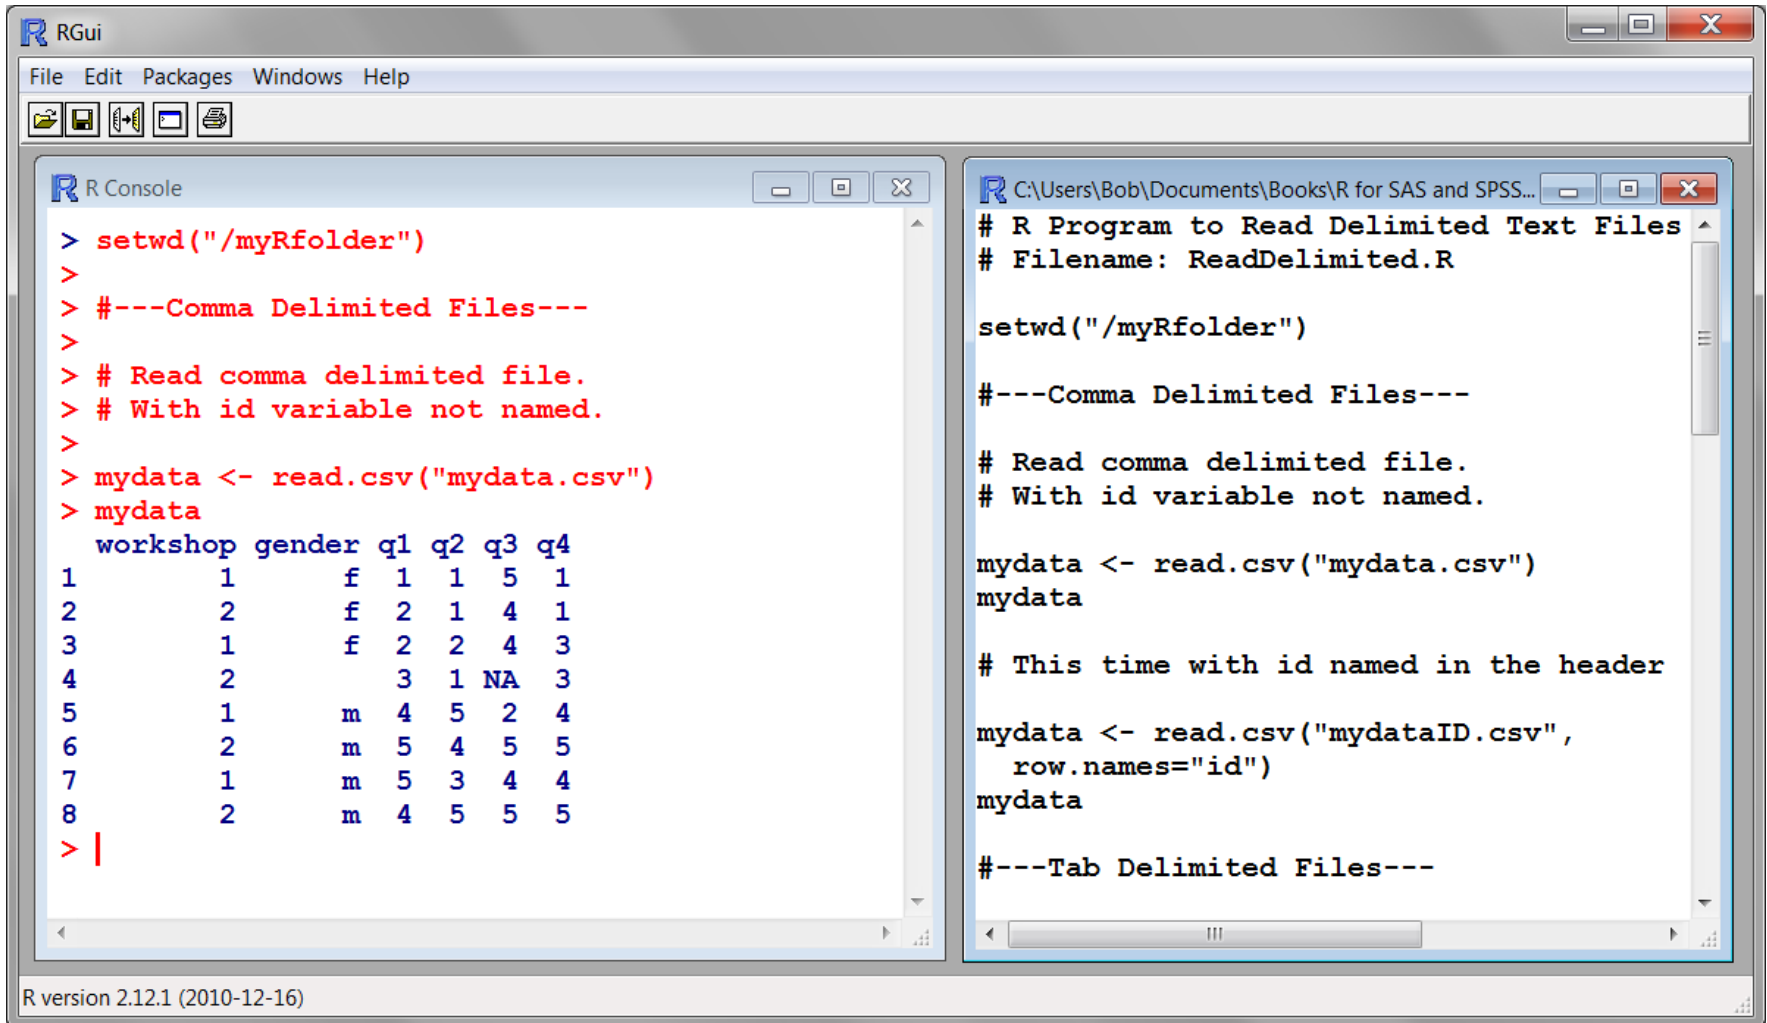 RGui
File Edit Packages Windows Help
R Console
> setwd("/myRfolder")
>
> #---Comma Delimited Files---
>
> # Read comma delimited file.
> # With id variable not named.
>
> mydata <- read.csv("mydata.csv")
> mydata
  workshop gender q1 q2 q3 q4
1        1      f  1  1  5  1
2        2      f  2  1  4  1
3        1      f  2  2  4  3
4        2         3  1 NA  3
5        1      m  4  5  2  4
6        2      m  5  4  5  5
7        1      m  5  3  4  4
8        2      m  4  5  5  5
>
C:\Users\Bob\Documents\Books\R for SAS and SPSS...
# R Program to Read Delimited Text Files
# Filename: ReadDelimited.R
setwd("/myRfolder")
#---Comma Delimited Files---
# Read comma delimited file.
# With id variable not named.
mydata <- read.csv("mydata.csv")
mydata
# This time with id named in the header
mydata <- read.csv("mydataID.csv",
  row.names="id")
mydata
#---Tab Delimited Files---
R version 2.12.1 (2010-12-16)